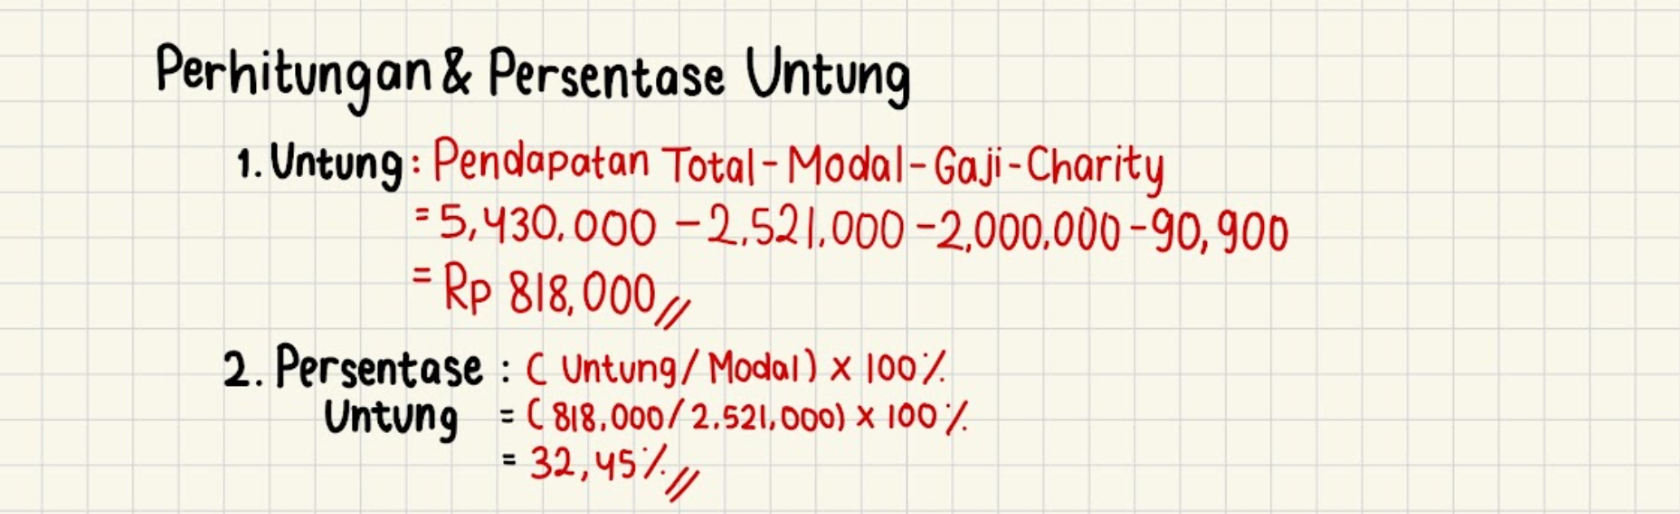 Perhitungan & Persentase Untung
1. Untung : Pendapatan Total - Modal - Gaji - Charity
= 5,430.000 - 2.521.000 - 2,000,000 - 90,900
= Rp 818,000 //
2. Persentase : ( Untung / Modal ) x 100 %
Untung = ( 818.000 / 2.521,000) x 100 %
= 32,45 % //